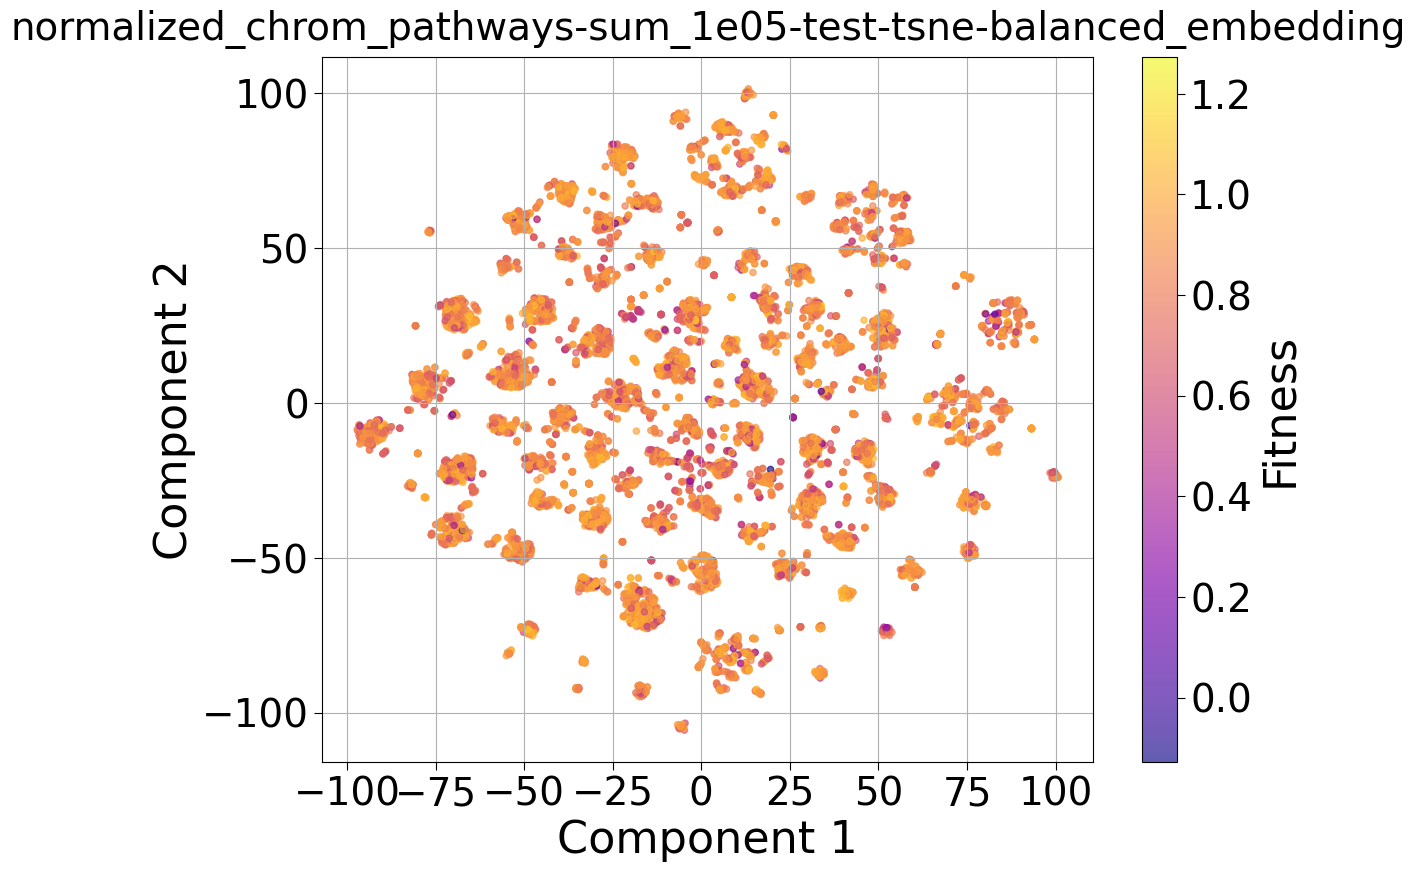 normalized_chrom_pathways-sum_1e05-test-tsne-balanced_embedding
100
50
0
−50
−100
Component 2
−100 −75 −50 −25 0 25 50 75 100
Component 1
1.2
1.0
0.8
0.6
0.4
0.2
0.0
Fitness